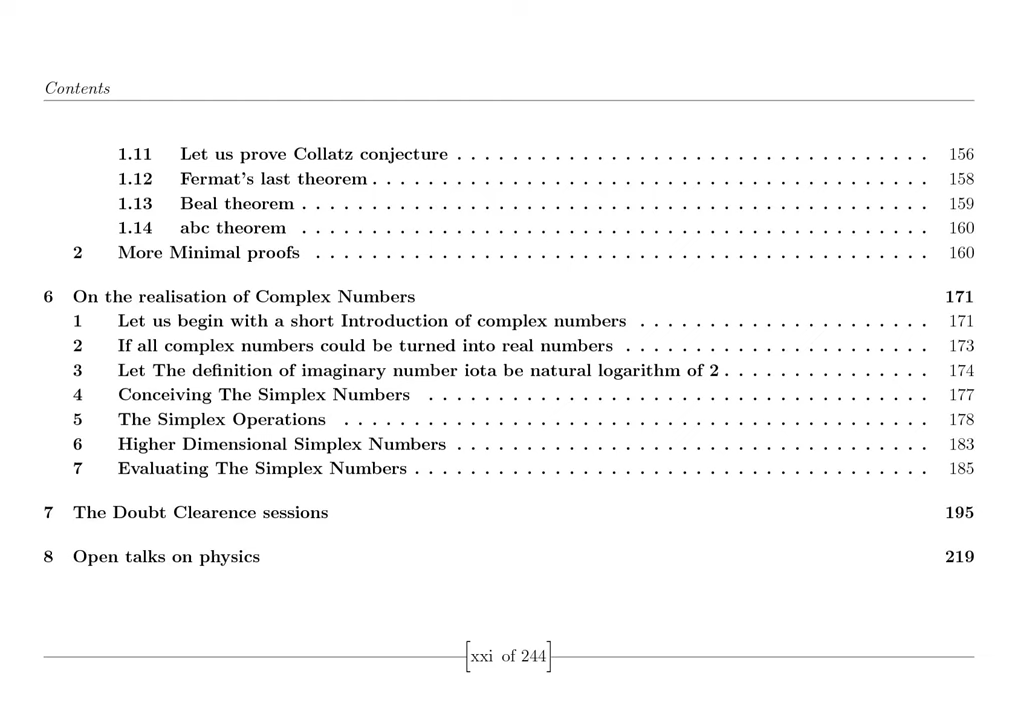 Contents
1.11 Let us prove Collatz conjecture . . . . . . . . . . . . . . . . . . . . . . . . . . . . . . . . . . 156
1.12 Fermat's last theorem . . . . . . . . . . . . . . . . . . . . . . . . . . . . . . . . . . . . . . . . 158
1.13 Beal theorem . . . . . . . . . . . . . . . . . . . . . . . . . . . . . . . . . . . . . . . . . . . . . 159
1.14 abc theorem . . . . . . . . . . . . . . . . . . . . . . . . . . . . . . . . . . . . . . . . . . . . . 160
2 More Minimal proofs . . . . . . . . . . . . . . . . . . . . . . . . . . . . . . . . . . . . . . . . . . . . 160
6 On the realisation of Complex Numbers 171
1 Let us begin with a short Introduction of complex numbers . . . . . . . . . . . . . . . . . . . . . 171
2 If all complex numbers could be turned into real numbers . . . . . . . . . . . . . . . . . . . . . . 173
3 Let The definition of imaginary number iota be natural logarithm of 2 . . . . . . . . . . . . . . . 174
4 Conceiving The Simplex Numbers . . . . . . . . . . . . . . . . . . . . . . . . . . . . . . . . . . . . 177
5 The Simplex Operations . . . . . . . . . . . . . . . . . . . . . . . . . . . . . . . . . . . . . . . . . . 178
6 Higher Dimensional Simplex Numbers . . . . . . . . . . . . . . . . . . . . . . . . . . . . . . . . . . 183
7 Evaluating The Simplex Numbers . . . . . . . . . . . . . . . . . . . . . . . . . . . . . . . . . . . . . 185
7 The Doubt Clearence sessions 195
8 Open talks on physics 219
[xxi of 244]